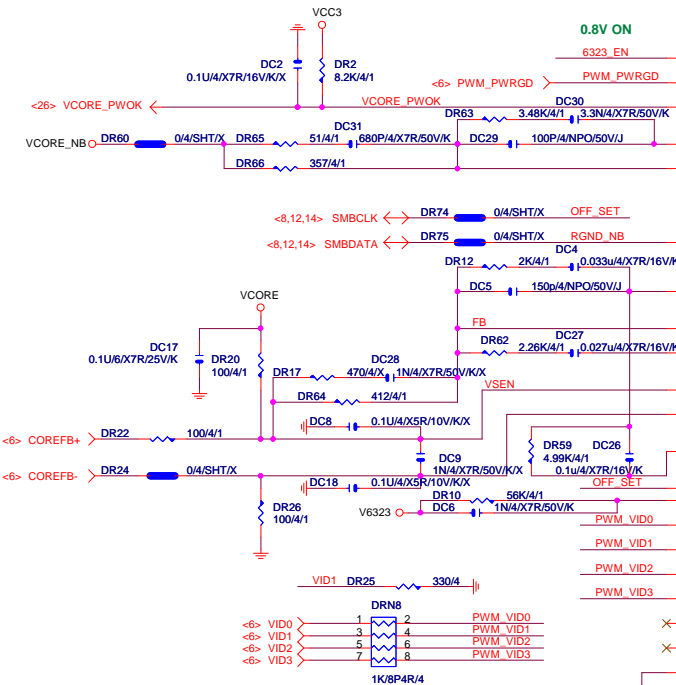 VCC3
0.8V ON
DC2
DR2
0.1U/4/X7R/16V/K/X
8.2K/4/1
6323_EN
<6> PWM_PWRGD
PWM_PWRGD
<26> VCORE_PWOK
VCORE_PWOK
DC30
DR63
3.48K/4/1
3.3N/4/X7R/50V/K
VCORE_NB
DR60
0/4/SHT/X
DR65
51/4/1
DC31
680P/4/X7R/50V/K
DC29
100P/4/NPO/50V/J
DR66
357/4/1
<8,12,14> SMBCLK
DR74
0/4/SHT/X
OFF_SET
<8,12,14> SMBDATA
DR75
0/4/SHT/X
RGND_NB
DC4
DR12
2K/4/1
0.033u/4/X7R/16V/K
DC5
150p/4/NPO/50V/J
VCORE
FB
DC17
0.1U/6/X7R/25V/K
DR20
100/4/1
DR62
2.26K/4/1
DC27
0.027u/4/X7R/16V/K
DC28
DR17
470/4/X
1N/4/X7R/50V/K/X
VSEN
DR64
412/4/1
DC8
0.1U/4/X5R/10V/K/X
<6> COREFB+
DR22
100/4/1
DR59
4.99K/4/1
DC26
0.1u/4/X7R/16V/K
DC9
1N/4/X7R/50V/K/X
<6> COREFB-
DR24
0/4/SHT/X
DC18
0.1U/4/X5R/10V/K/X
OFF_SET
DR10
56K/4/1
DR26
100/4/1
V6323
DC6
1N/4/X7R/50V/K
PWM_VID0
PWM_VID1
PWM_VID2
PWM_VID3
VID1
DR25
330/4
DRN8
<6> VID0
1
2
PWM_VID0
<6> VID1
3
4
PWM_VID1
<6> VID2
5
6
PWM_VID2
<6> VID3
7
8
PWM_VID3
1K/8P4R/4